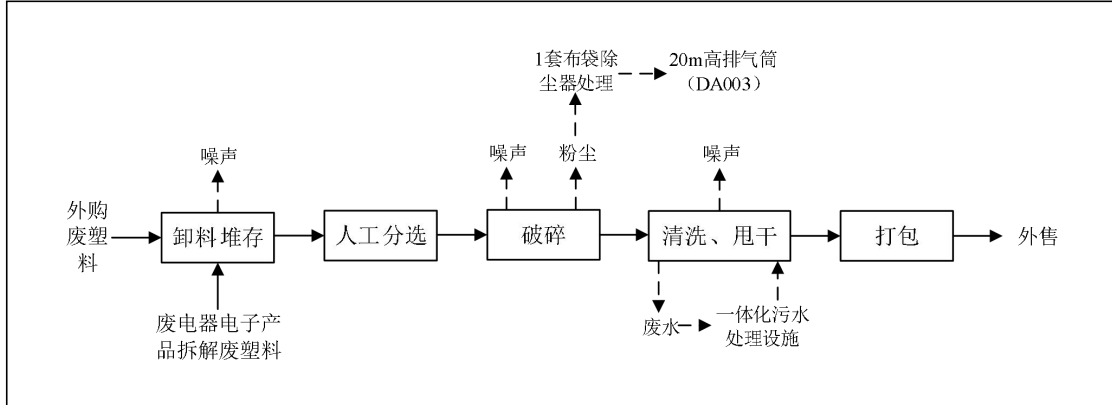 1套布袋除
尘器处理
20m高排气筒
（DA003）
噪声
噪声
粉尘
噪声
外购
废塑
料
卸料堆存
人工分选
破碎
清洗、甩干
打包
外售
废电器电子产
品拆解废塑料
废水
一体化污水
处理设施